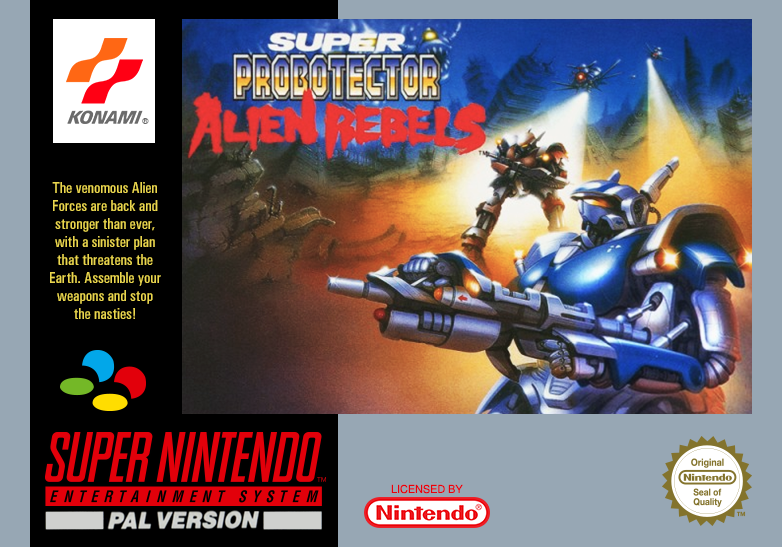 KONAMI®
SUPER
PROBOTECTOR
ALIEN REBELS
The venomous Alien
Forces are back and
stronger than ever,
with a sinister plan
that threatens the
Earth. Assemble your
weapons and stop
the nasties!
SUPER NINTENDO™
ENTERTAINMENT SYSTEM
PAL VERSION
LICENSED BY
Nintendo®
Original
Nintendo
Seal of
Quality
TM